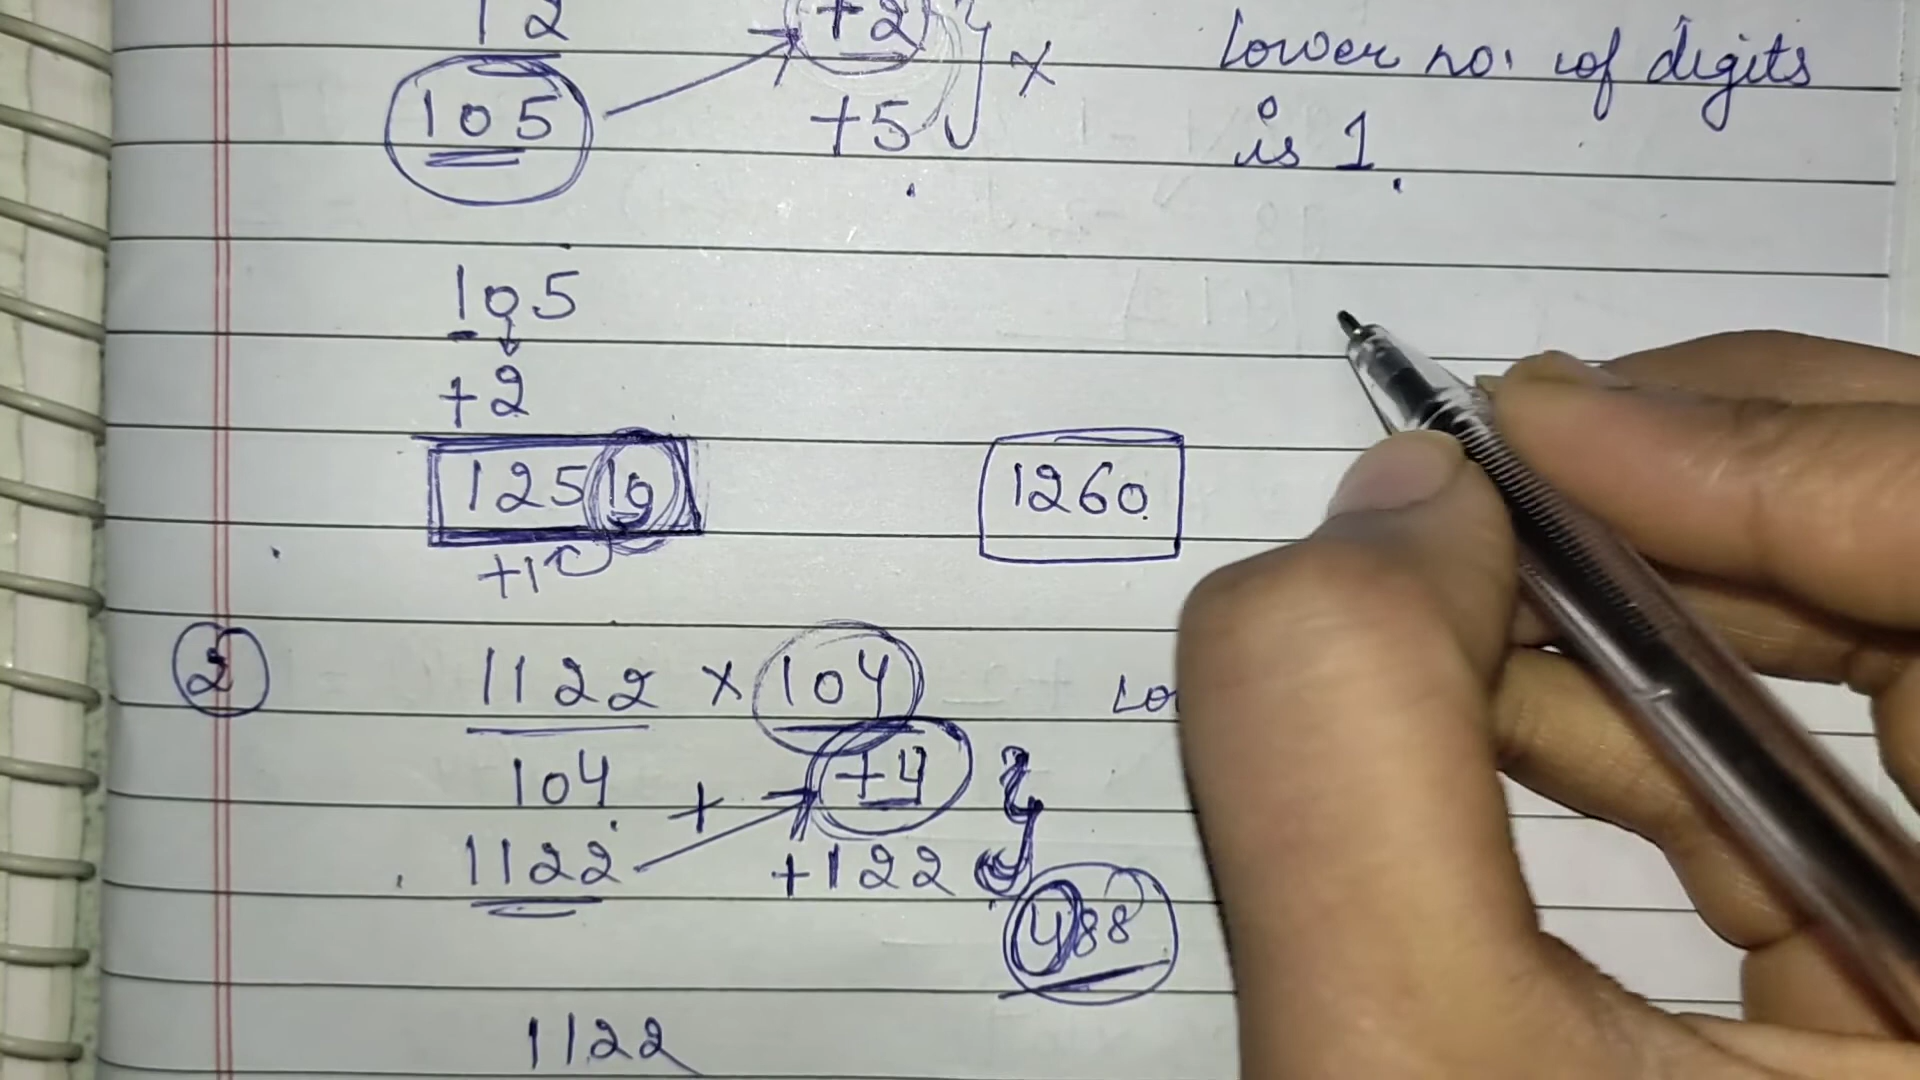 12 +2 Lower no. of digits
105 +5 × is 1.
105
+2
12510 1260
+1
2 1122 × 104
104 + +4
1122 +122
488
1122